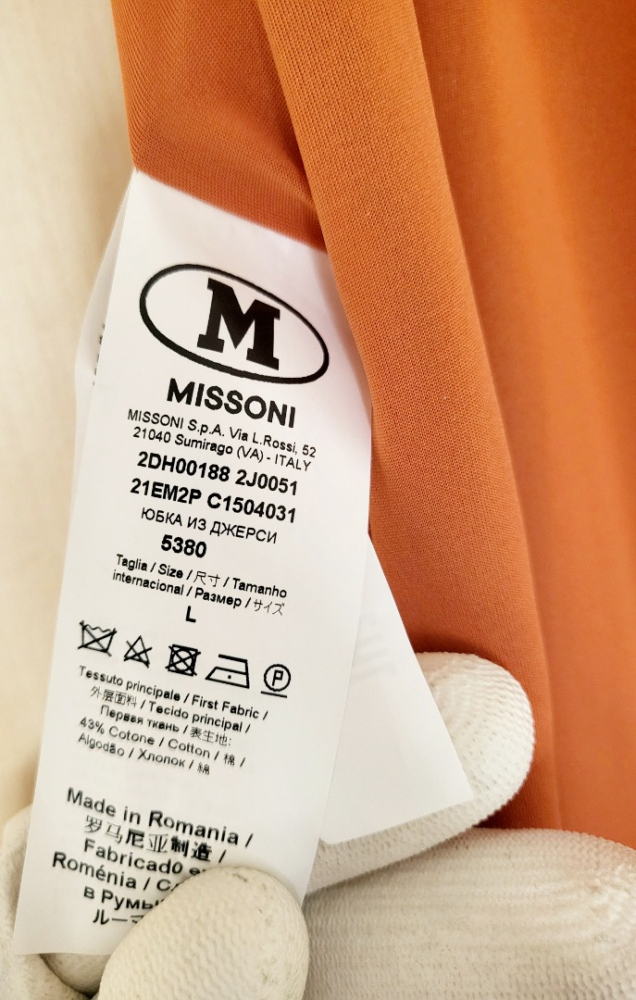 M
MISSONI
MISSONI S.p.A. Via L.Rossi, 52
21040 Sumirago (VA) - ITALY
2DH00188 2J0051
21EM2P C1504031
ЮБКА ИЗ ДЖЕРСИ
5380
Taglia / Size / 尺寸 / Tamanho
internacional / Размер / サイズ
L
P
Tessuto principale / First Fabric /
外层面料 / Tecido principal /
Первая ткань / 表生地:
43% Cotone / Cotton / 棉 /
Algodão / Хлопок / 綿
Made in Romania /
罗马尼亚制造 /
Fabricad0
Roménia /
в
ルー